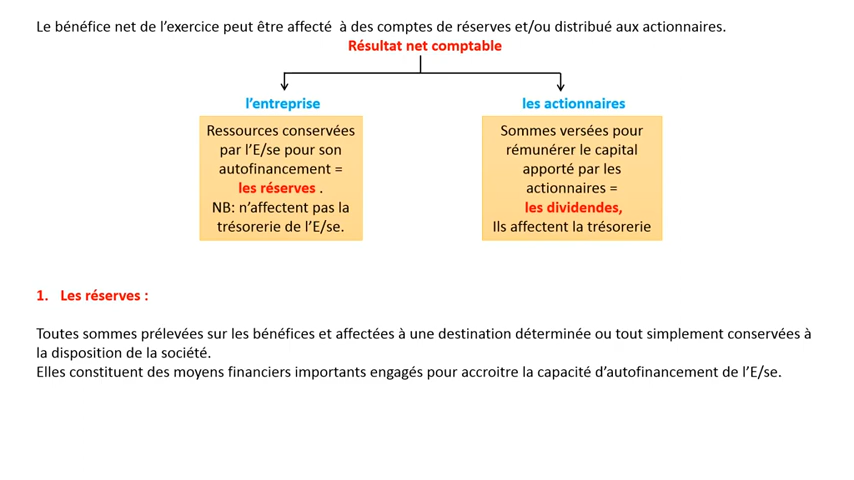 Le bénéfice net de l’exercice peut être affecté  à des comptes de réserves et/ou distribué aux actionnaires.
Résultat net comptable
l’entreprise
Ressources conservées
par l’E/se pour son
autofinancement =
les réserves .
NB: n’affectent pas la
trésorerie de l’E/se.
les actionnaires
Sommes versées pour
rémunérer le capital
apporté par les
actionnaires =
les dividendes,
Ils affectent la trésorerie
1. Les réserves :
Toutes sommes prélevées sur les bénéfices et affectées à une destination déterminée ou tout simplement conservées à
la disposition de la société.
Elles constituent des moyens financiers importants engagés pour accroitre la capacité d’autofinancement de l’E/se.